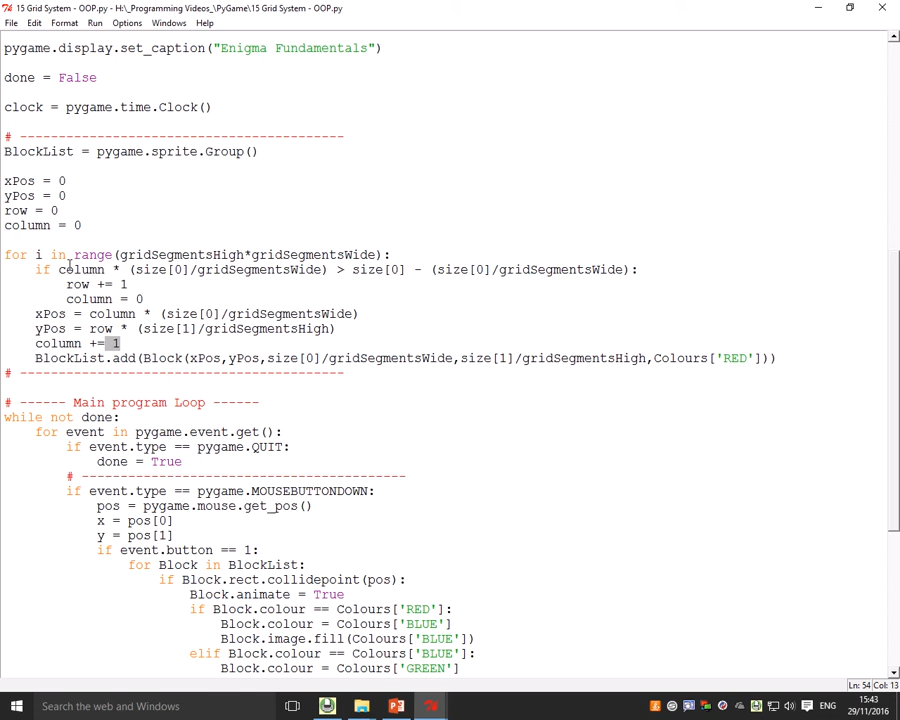 15 Grid System - OOP.py - H:\_Programming Videos_\PyGame\15 Grid System - OOP.py
File Edit Format Run Options Windows Help
pygame.display.set_caption("Enigma Fundamentals")
done = False
clock = pygame.time.Clock()
# ------------------------------------------
BlockList = pygame.sprite.Group()
xPos = 0
yPos = 0
row = 0
column = 0
for i in range(gridSegmentsHigh*gridSegmentsWide):
    if column * (size[0]/gridSegmentsWide) > size[0] - (size[0]/gridSegmentsWide):
        row += 1
        column = 0
    xPos = column * (size[0]/gridSegmentsWide)
    yPos = row * (size[1]/gridSegmentsHigh)
    column += 1
    BlockList.add(Block(xPos,yPos,size[0]/gridSegmentsWide,size[1]/gridSegmentsHigh,Colours['RED']))
# ------------------------------------------
# ------ Main program Loop ------
while not done:
    for event in pygame.event.get():
        if event.type == pygame.QUIT:
            done = True
        # ------------------------------------------
        if event.type == pygame.MOUSEBUTTONDOWN:
            pos = pygame.mouse.get_pos()
            x = pos[0]
            y = pos[1]
            if event.button == 1:
                for Block in BlockList:
                    if Block.rect.collidepoint(pos):
                        Block.animate = True
                        if Block.colour == Colours['RED']:
                            Block.colour = Colours['BLUE']
                            Block.image.fill(Colours['BLUE'])
                        elif Block.colour == Colours['BLUE']:
                            Block.colour = Colours['GREEN']
Ln: 54 Col: 13
Search the web and Windows
ENG
15:43
29/11/2016